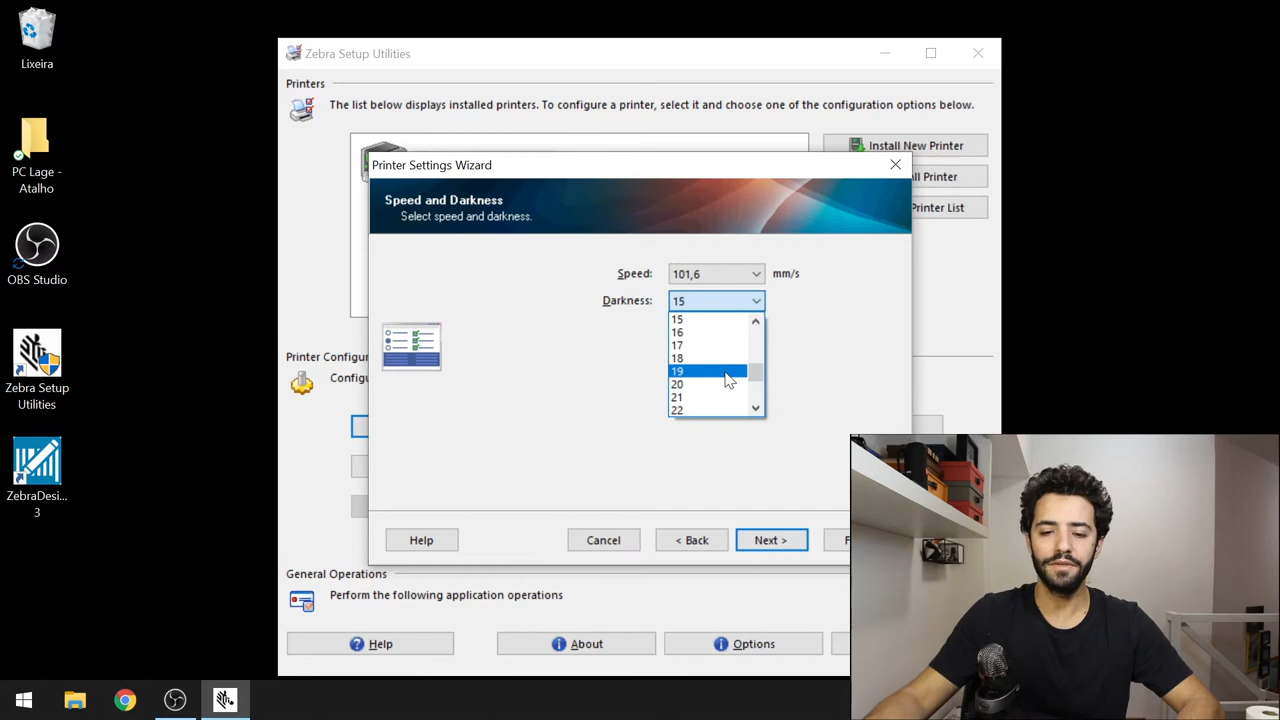 Lixeira
PC Lage -
Atalho
OBS Studio
Zebra Setup
Utilities
ZebraDesi...
3
Zebra Setup Utilities
Printers
The list below displays installed printers. To configure a printer, select it and choose one of the configuration options below.
Install New Printer
ll Printer
Printer List
Printer Settings Wizard
Speed and Darkness
Select speed and darkness.
Speed: 101,6 mm/s
Darkness: 15
15
16
17
18
19
20
21
22
Printer Configur
Config
Help
Cancel
< Back
Next >
F
General Operations
Perform the following application operations
Help
About
Options